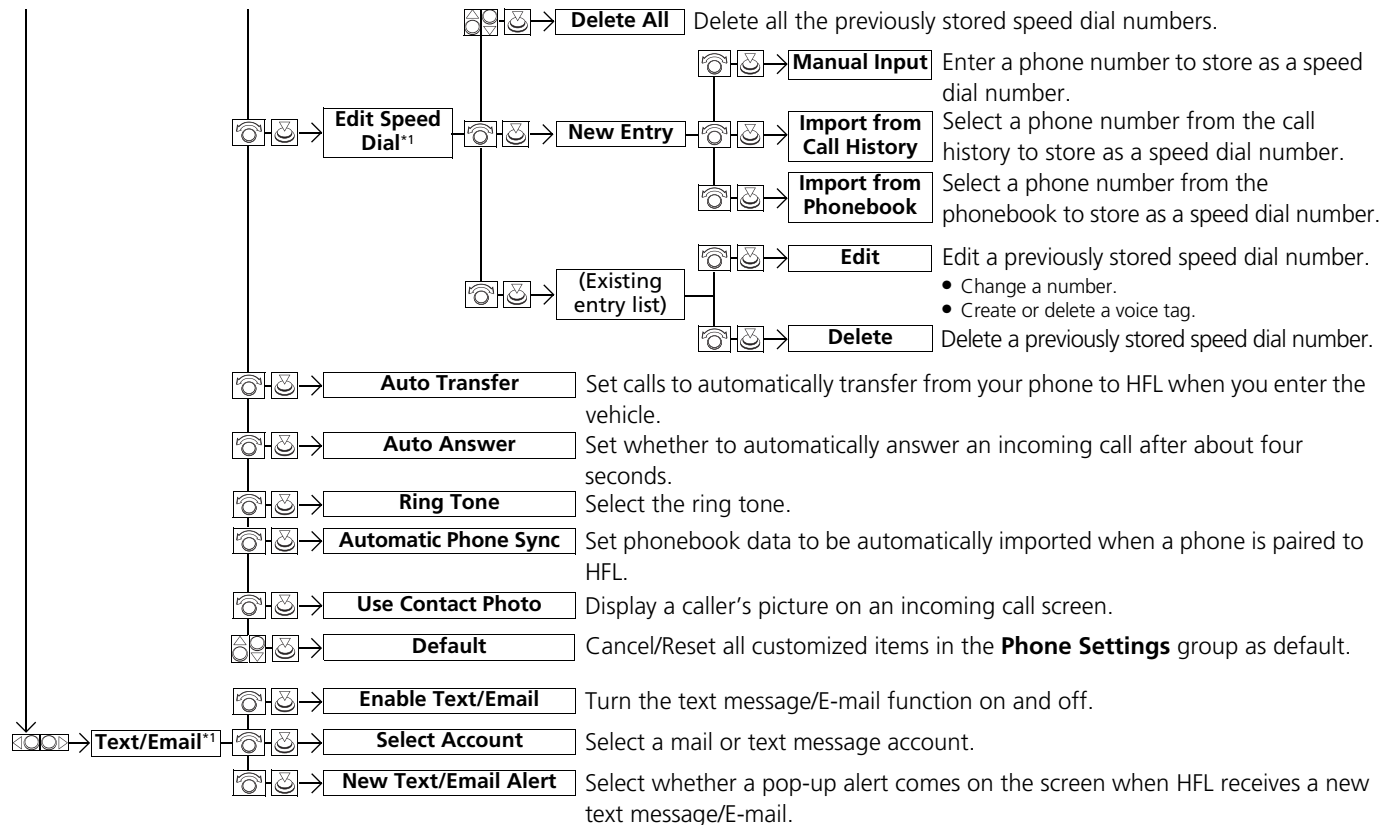 Delete All Delete all the previously stored speed dial numbers.
Manual Input Enter a phone number to store as a speed
dial number.
Edit Speed
Dial*1
New Entry
Import from
Call History
Select a phone number from the call
history to store as a speed dial number.
Import from
Phonebook
Select a phone number from the
phonebook to store as a speed dial number.
(Existing
entry list)
Edit Edit a previously stored speed dial number.
● Change a number.
● Create or delete a voice tag.
Delete Delete a previously stored speed dial number.
Auto Transfer Set calls to automatically transfer from your phone to HFL when you enter the
vehicle.
Auto Answer Set whether to automatically answer an incoming call after about four
seconds.
Ring Tone Select the ring tone.
Automatic Phone Sync Set phonebook data to be automatically imported when a phone is paired to
HFL.
Use Contact Photo Display a caller’s picture on an incoming call screen.
Default Cancel/Reset all customized items in the Phone Settings group as default.
Enable Text/Email Turn the text message/E-mail function on and off.
Text/Email*1 Select Account Select a mail or text message account.
New Text/Email Alert Select whether a pop-up alert comes on the screen when HFL receives a new
text message/E-mail.